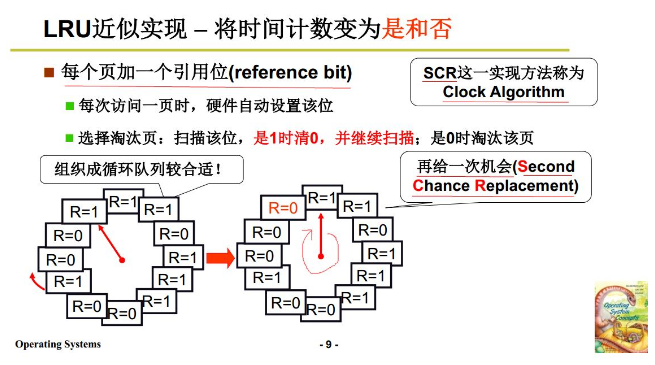 LRU近似实现 – 将时间计数变为是和否
每个页加一个引用位(reference bit)
SCR这一实现方法称为
Clock Algorithm
每次访问一页时，硬件自动设置该位
选择淘汰页：扫描该位，是1时清0，并继续扫描；是0时淘汰该页
组织成循环队列较合适！
再给一次机会(Second
Chance Replacement)
R=1
R=1
R=1
R=0
R=0
R=0
R=1
R=1
R=1
R=0
R=0
R=1
R=1
R=0
R=1
R=0
R=0
R=0
R=1
R=1
R=1
R=0
R=0
R=1
Operating Systems
- 9 -
Operating
System
Concepts